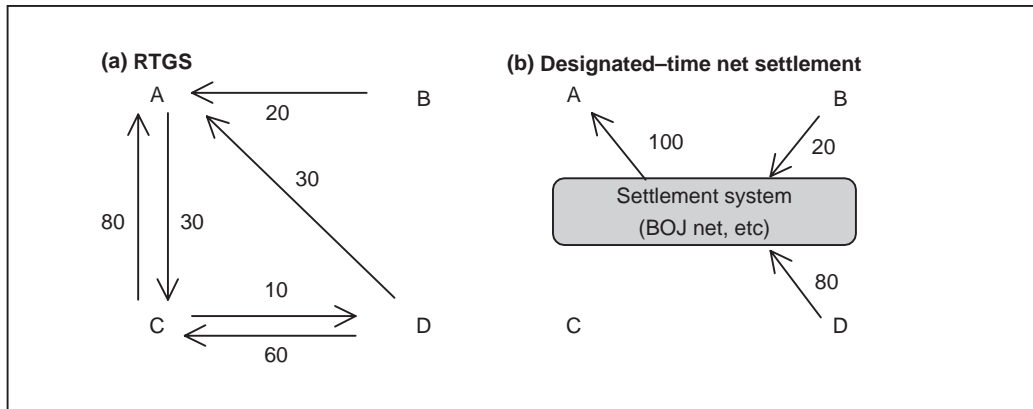 (a) RTGS
A
B
20
30
80
30
10
C
D
60
(b) Designated–time net settlement
A
B
100
20
Settlement system
(BOJ net, etc)
80
C
D